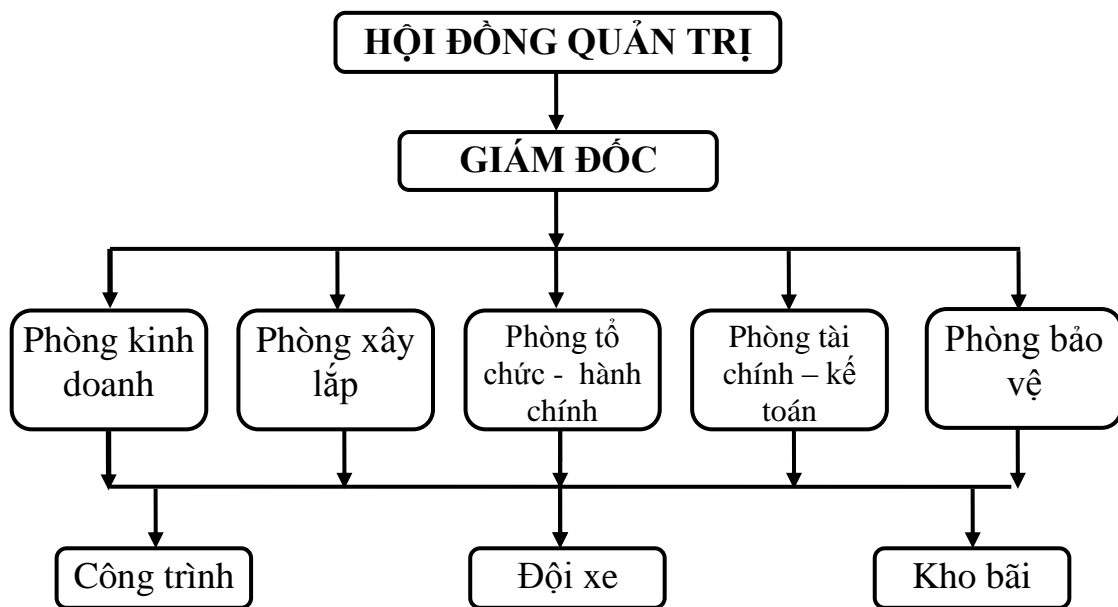 HỘI ĐỒNG QUẢN TRỊ
GIÁM ĐỐC
Phòng kinh
doanh
Phòng xây
lắp
Phòng tổ
chức - hành
chính
Phòng tài
chính – kế
toán
Phòng bảo
vệ
Công trình
Đội xe
Kho bãi